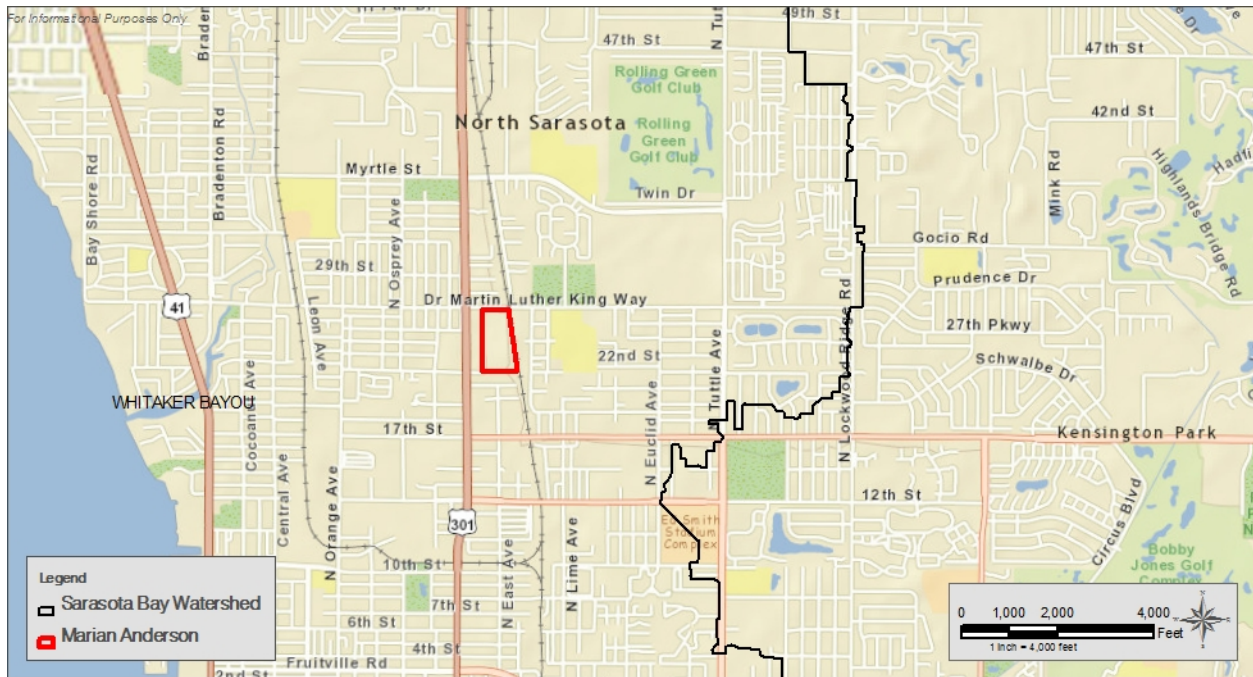 For Informational Purposes Only
49th St
47th St
N Tut
47th St
Braden
Bradenton Rd
Rolling Green
Golf Club
42nd St
North Sarasota
Rolling
Green
Golf Club
Bay Shore Rd
Myrtle St
Mink Rd
Highlands Bridge Rd
Hadfi
Twin Dr
N Osprey Ave
Gocio Rd
29th St
Prudence Dr
Dr Martin Luther King Way
41
Leon Ave
27th Pkwy
22nd St
Schwalbe Dr
N Tuttle Ave
N Lockwood Ridge Rd
WHITAKER BAYOU
Cocoanut Ave
17th St
N Euclid Ave
Kensington Park
Central Ave
N Orange Ave
12th St
Circus Blvd
301
Ed Smith
Stadium
Complex
N East Ave
N Lime Ave
10th St
Bobby
Jones Golf
Complex
Legend
Sarasota Bay Watershed
Marian Anderson
7th St
6th St
4th St
Fruitville Rd
2nd St
0 1,000 2,000 4,000
Feet
1 inch = 4,000 feet